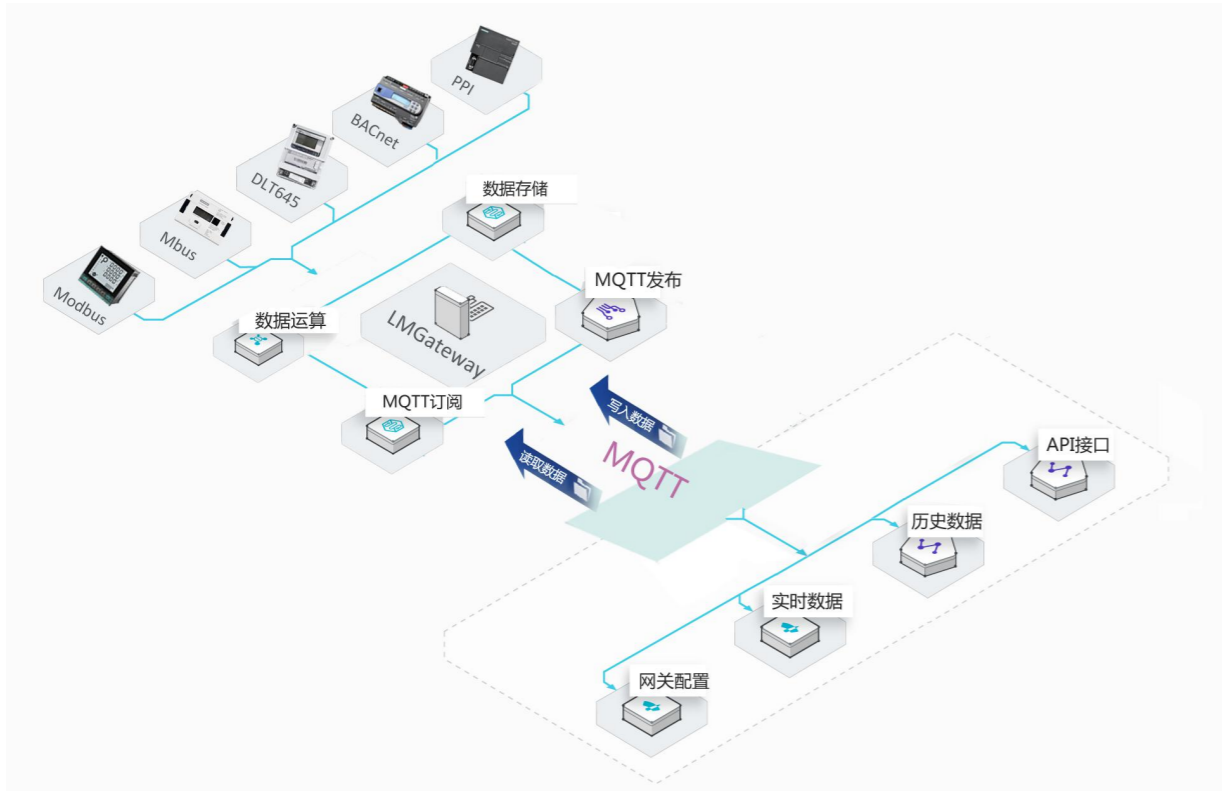 PPI
BACnet
DLT645
Mbus
Modbus
数据存储
MQTT发布
数据运算
LMGateway
MQTT订阅
写入数据
读取数据
MQTT
API接口
历史数据
实时数据
网关配置